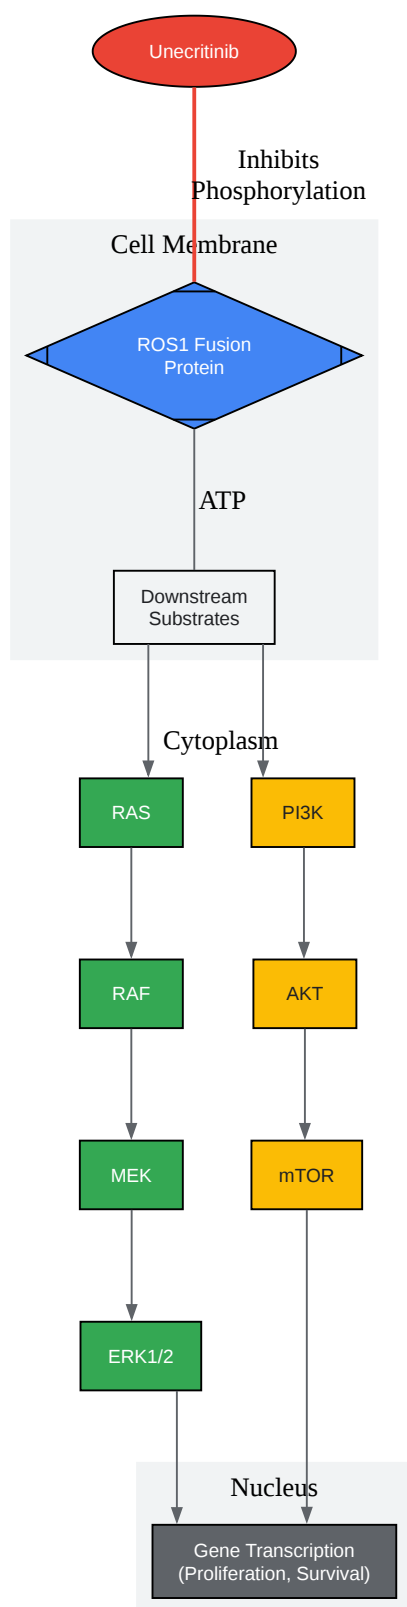 Unecritinib
Inhibits
Phosphorylation
Cell Membrane
ROS1 Fusion
Protein
ATP
Downstream
Substrates
Cytoplasm
RAS
PI3K
RAF
AKT
MEK
mTOR
ERK1/2
Nucleus
Gene Transcription
(Proliferation, Survival)